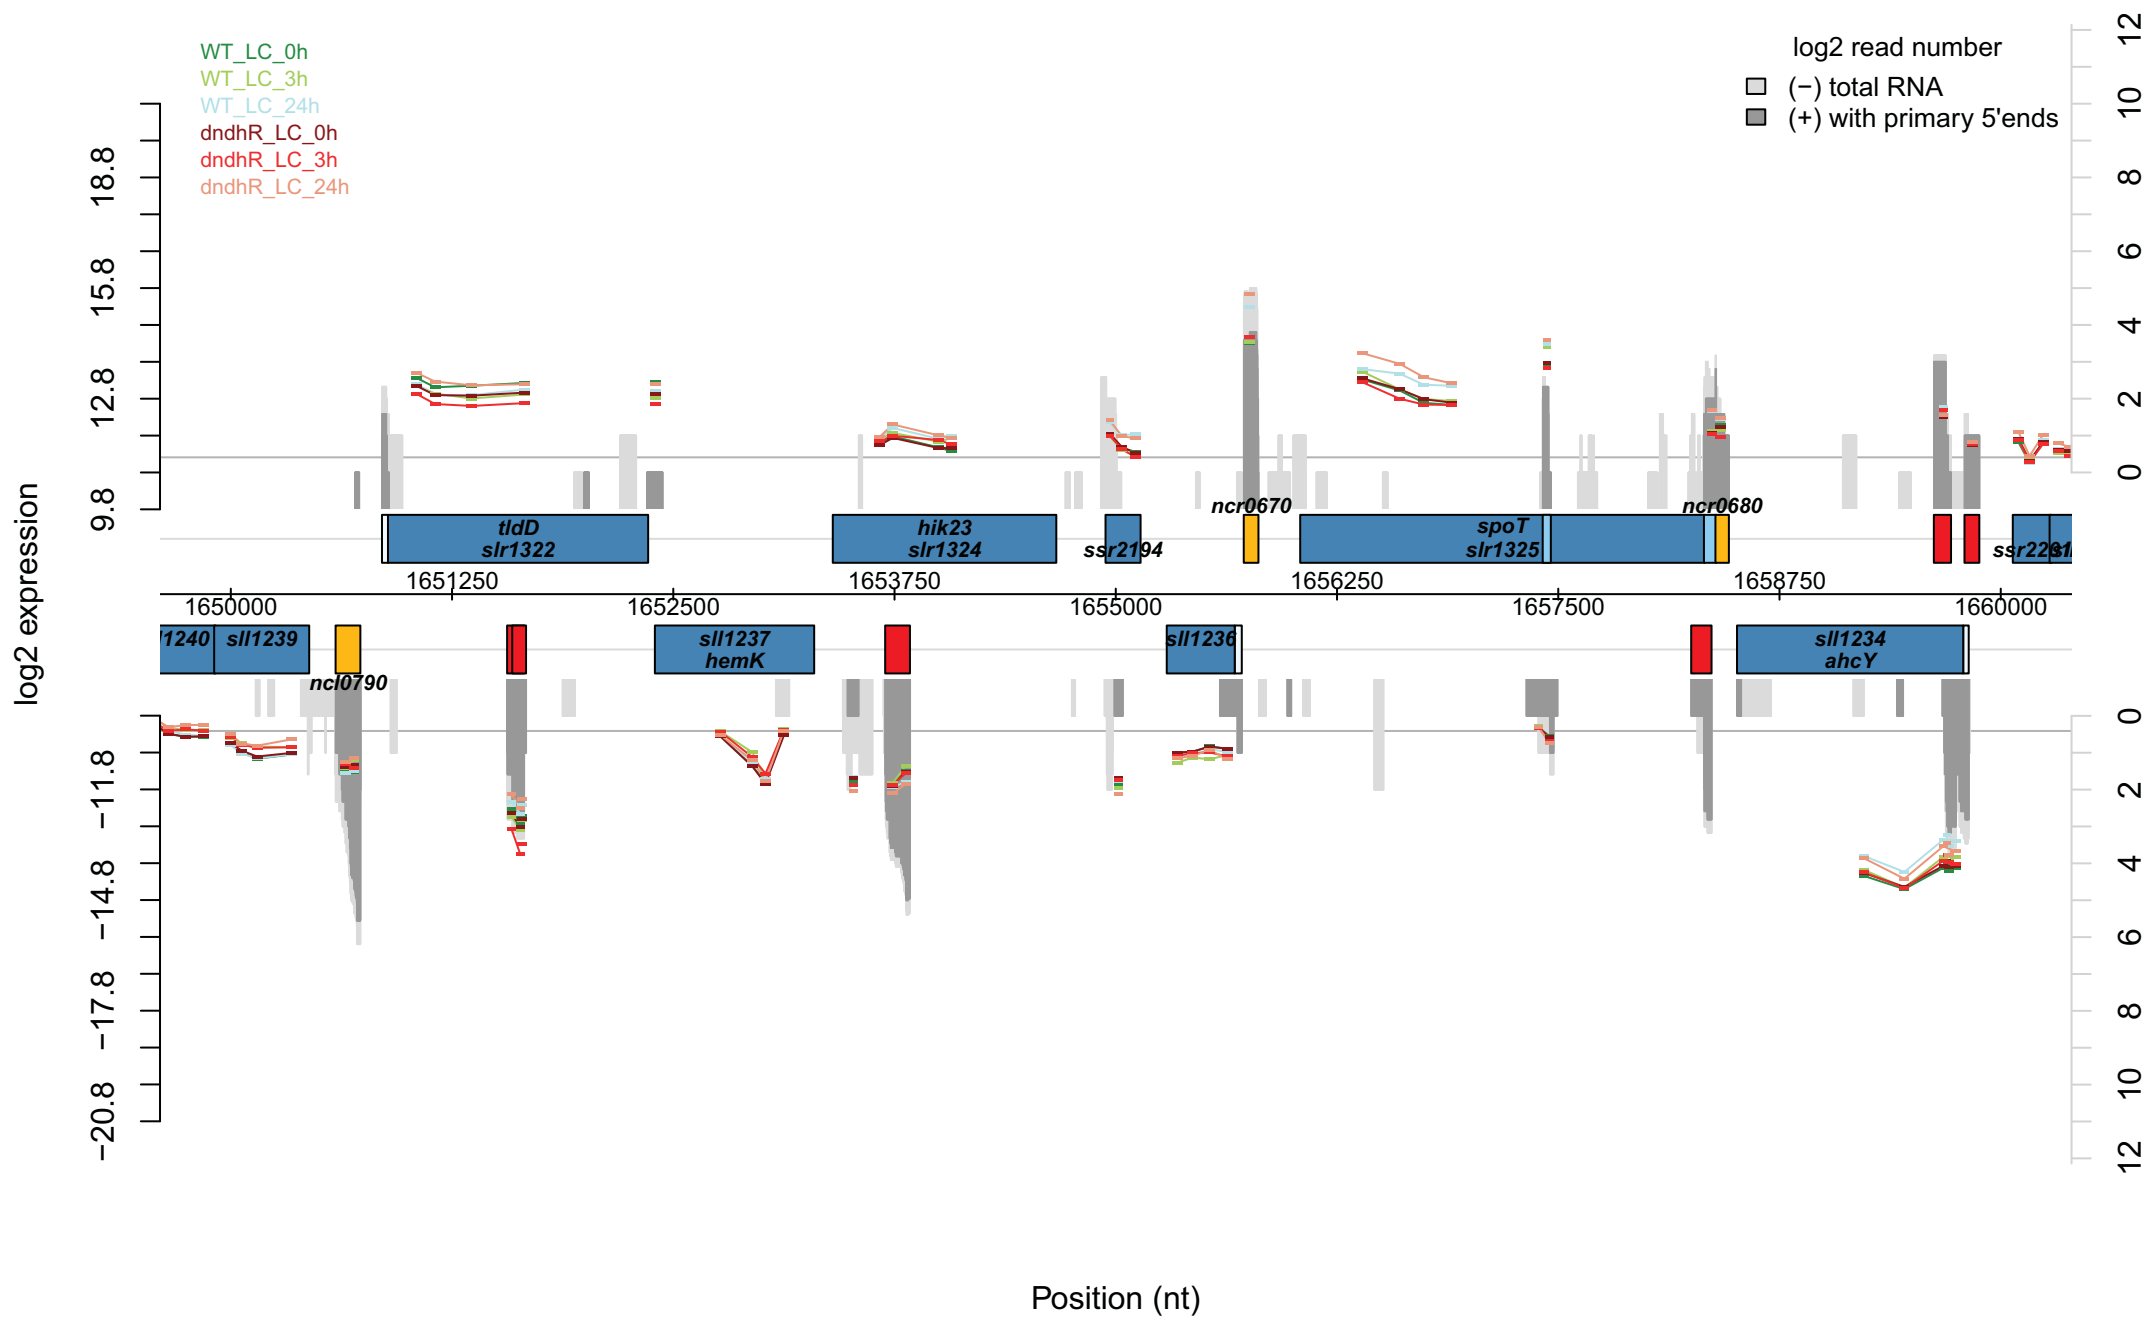 WT_LC_0h
WT_LC_3h
WT_LC_24h
dndhR_LC_0h
dndhR_LC_3h
dndhR_LC_24h
log2 read number
(−) total RNA
(+) with primary 5'ends
log2 expression
18.8
15.8
12.8
9.8
−11.8
−14.8
−17.8
−20.8
12
10
8
6
4
2
0
0
2
4
6
8
10
12
ncr0670
ncr0680
tldD
slr1322
hik23
slr1324
ssr2194
spoT
slr1325
1651250
1653750
1656250
1658750
1650000
1652500
1655000
1657500
1660000
1240
sll1239
ncl0790
sll1237
hemK
sll1236
sll1234
ahcY
Position (nt)